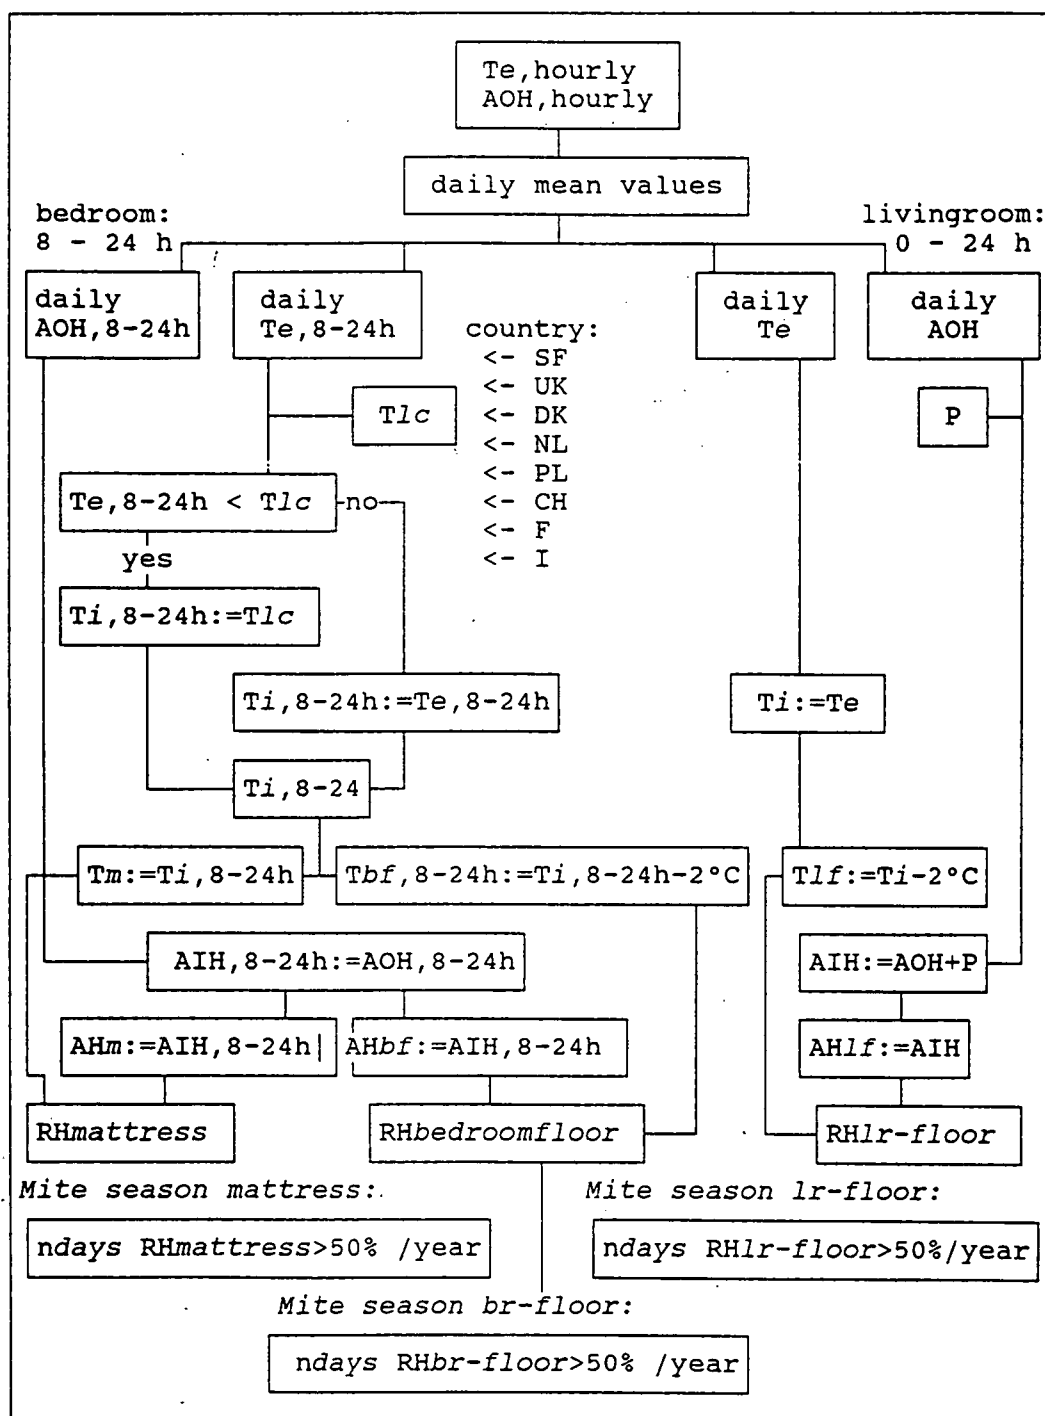 Te,hourly
AOH,hourly
daily mean values
bedroom:
8 - 24 h
livingroom:
0 - 24 h
daily
AOH,8-24h
daily
Te,8-24h
daily
Te
daily
AOH
country:
<- SF
<- UK
<- DK
<- NL
<- PL
<- CH
<- F
<- I
Tlc
P
Te,8-24h < Tlc
no
yes
Ti,8-24h:=Tlc
Ti,8-24h:=Te,8-24h
Ti:=Te
Ti,8-24
Tm:=Ti,8-24h
Tbf,8-24h:=Ti,8-24h-2°C
Tlf:=Ti-2°C
AIH,8-24h:=AOH,8-24h
AIH:=AOH+P
AHm:=AIH,8-24h
AHbf:=AIH,8-24h
AHlf:=AIH
RHmattress
RHbedroomfloor
RHlr-floor
Mite season mattress:
Mite season lr-floor:
ndays RHmattress>50% /year
ndays RHlr-floor>50%/year
Mite season br-floor:
ndays RHbr-floor>50% /year